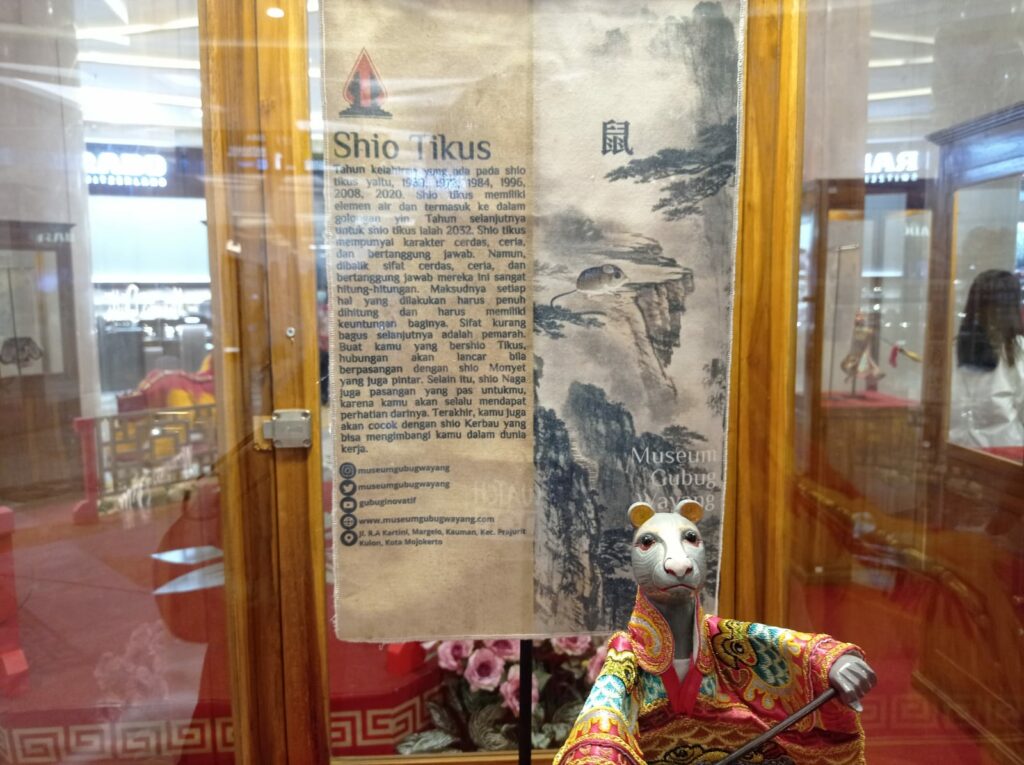 Shio Tikus
Tahun kelahiran yang ada pada shio
tikus yaitu, 1960, 1972, 1984, 1996,
2008, 2020. Shio tikus memiliki
elemen air dan termasuk ke dalam
golongan yin. Tahun selanjutnya
untuk shio tikus ialah 2032. Shio tikus
mempunyai karakter cerdas, ceria,
dan bertanggung jawab. Namun,
dibalik sifat cerdas, ceria, dan
bertanggung jawab mereka ini sangat
hitung-hitungan. Maksudnya setiap
hal yang dilakukan harus penuh
dihitung dan harus memiliki
keuntungan baginya. Sifat kurang
bagus selanjutnya adalah pemarah.
Buat kamu yang bershio Tikus,
hubungan akan lancar bila
berpasangan dengan shio Monyet
yang juga pintar. Selain itu, shio Naga
juga pasangan yang pas untukmu,
karena kamu akan selalu mendapat
perhatian darinya. Terakhir, kamu juga
akan cocok dengan shio Kerbau yang
bisa mengimbangi kamu dalam dunia
kerja.
museumgubugwayang
museumgubugwayang
gubuginovatif
www.museumgubugwayang.com
Jl. R.A Kartini, Margelo, Kauman, Kec. Prajurit
Kulon, Kota Mojokerto
鼠
Museum
Gubug
Wayang